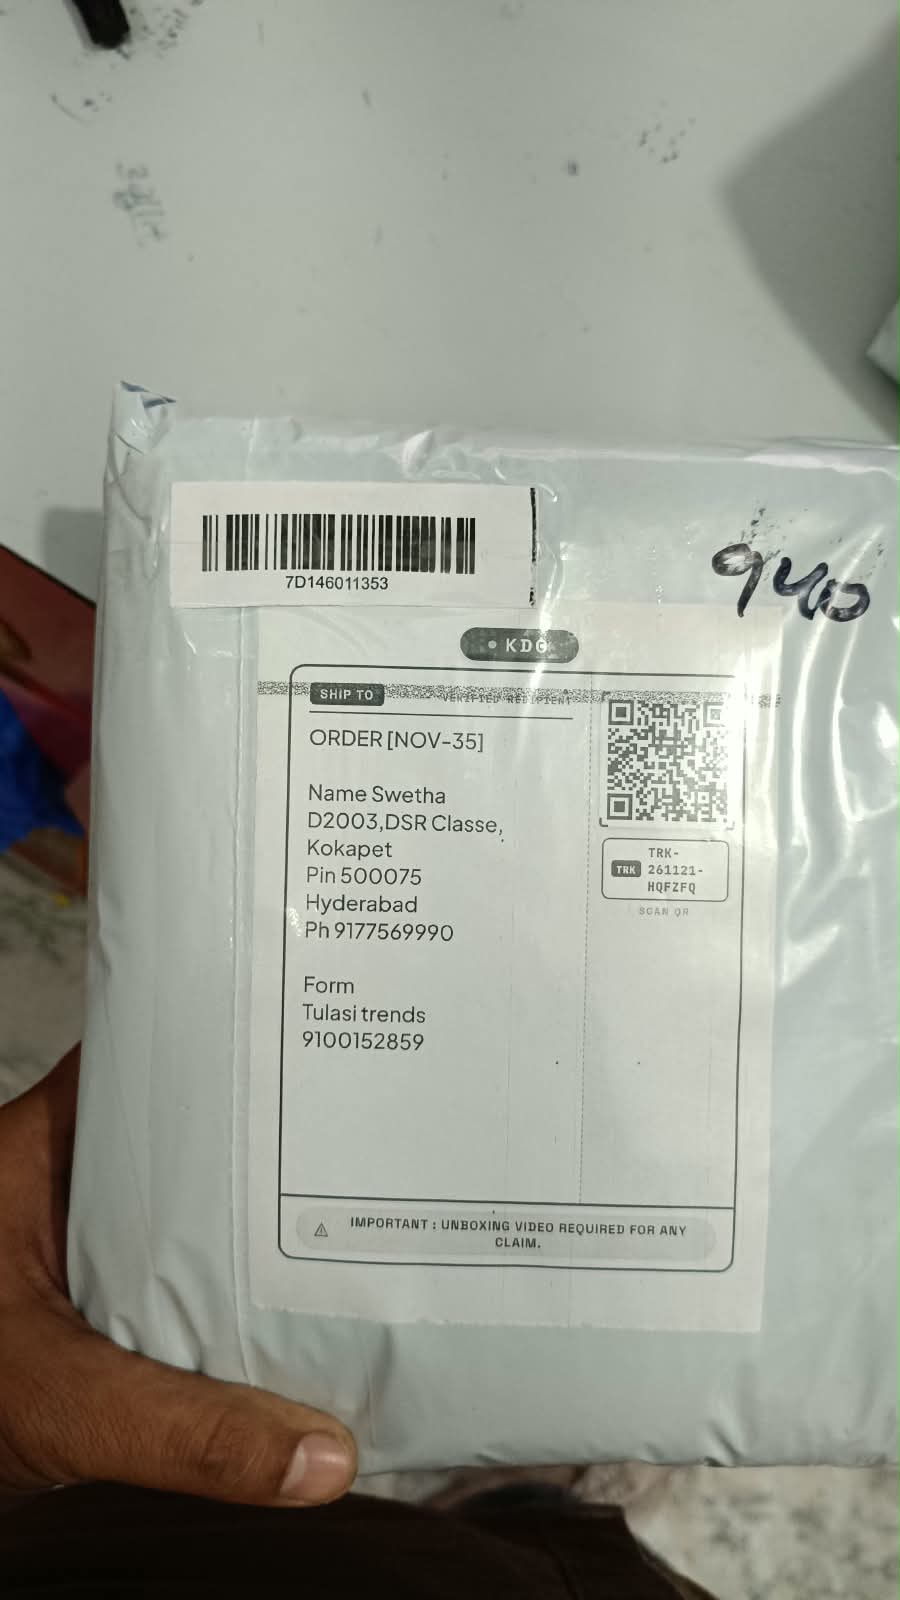 7D146011353
940
KDC
SHIP TO
VERIFIED RECIPIENT
ORDER [NOV-35]
Name Swetha
D2003,DSR Classe,
Kokapet
Pin 500075
Hyderabad
Ph 9177569990
Form
Tulasi trends
9100152859
TRK
TRK-
261121-
HQFZFQ
SCAN QR
IMPORTANT : UNBOXING VIDEO REQUIRED FOR ANY
CLAIM.